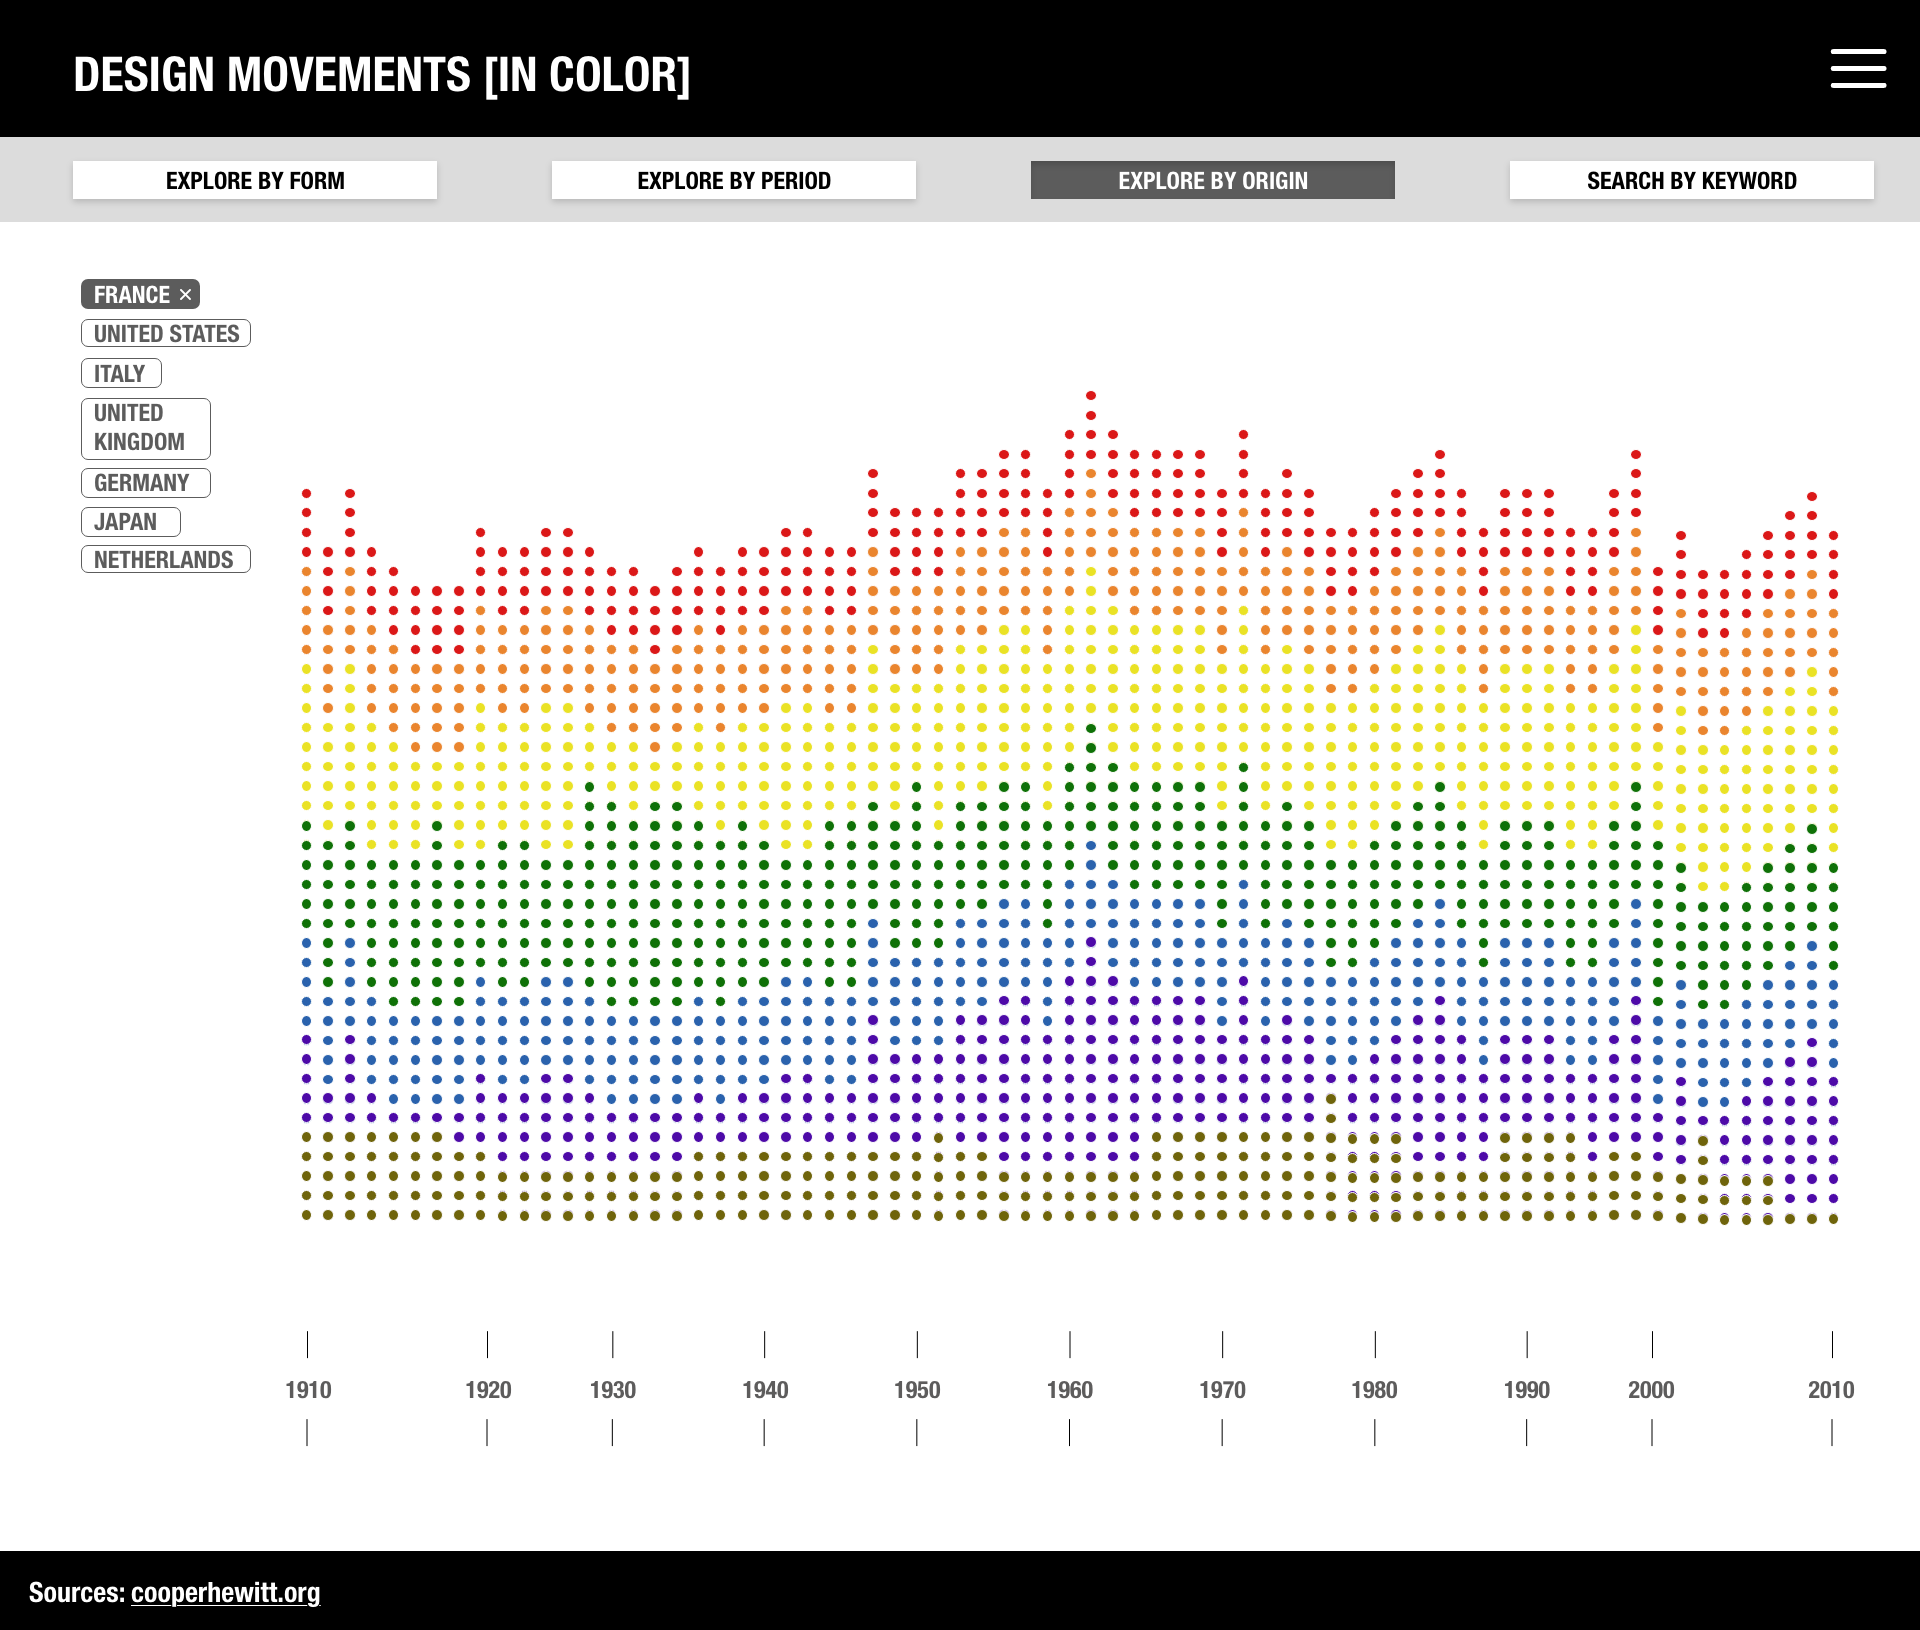 DESIGN MOVEMENTS [IN COLOR]
EXPLORE BY FORM
EXPLORE BY PERIOD
EXPLORE BY ORIGIN
SEARCH BY KEYWORD
FRANCE ×
UNITED STATES
ITALY
UNITED
KINGDOM
GERMANY
JAPAN
NETHERLANDS
1910 1920 1930 1940 1950 1960 1970 1980 1990 2000 2010
Sources: cooperhewitt.org